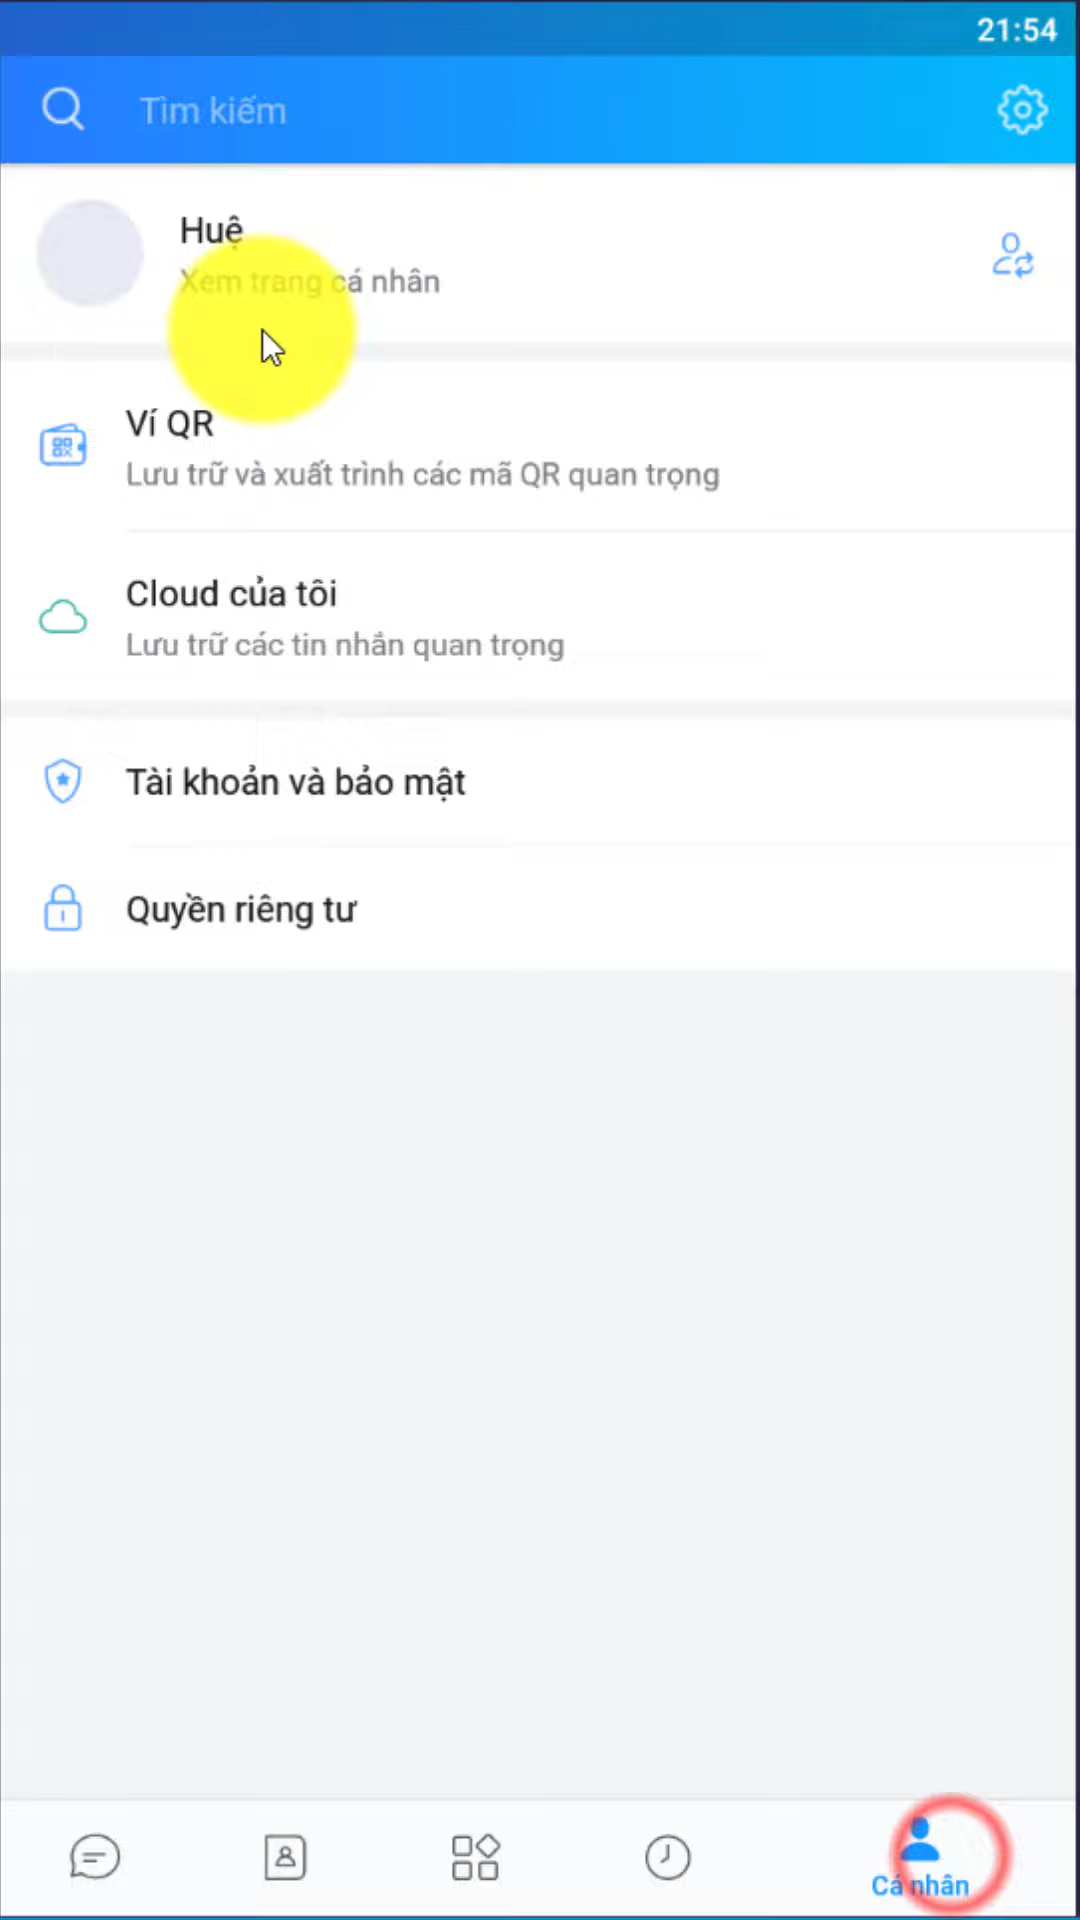 21:54
Tìm kiếm
Huệ
Xem trang cá nhân
Ví QR
Lưu trữ và xuất trình các mã QR quan trọng
Cloud của tôi
Lưu trữ các tin nhắn quan trọng
Tài khoản và bảo mật
Quyền riêng tư
Cá nhân